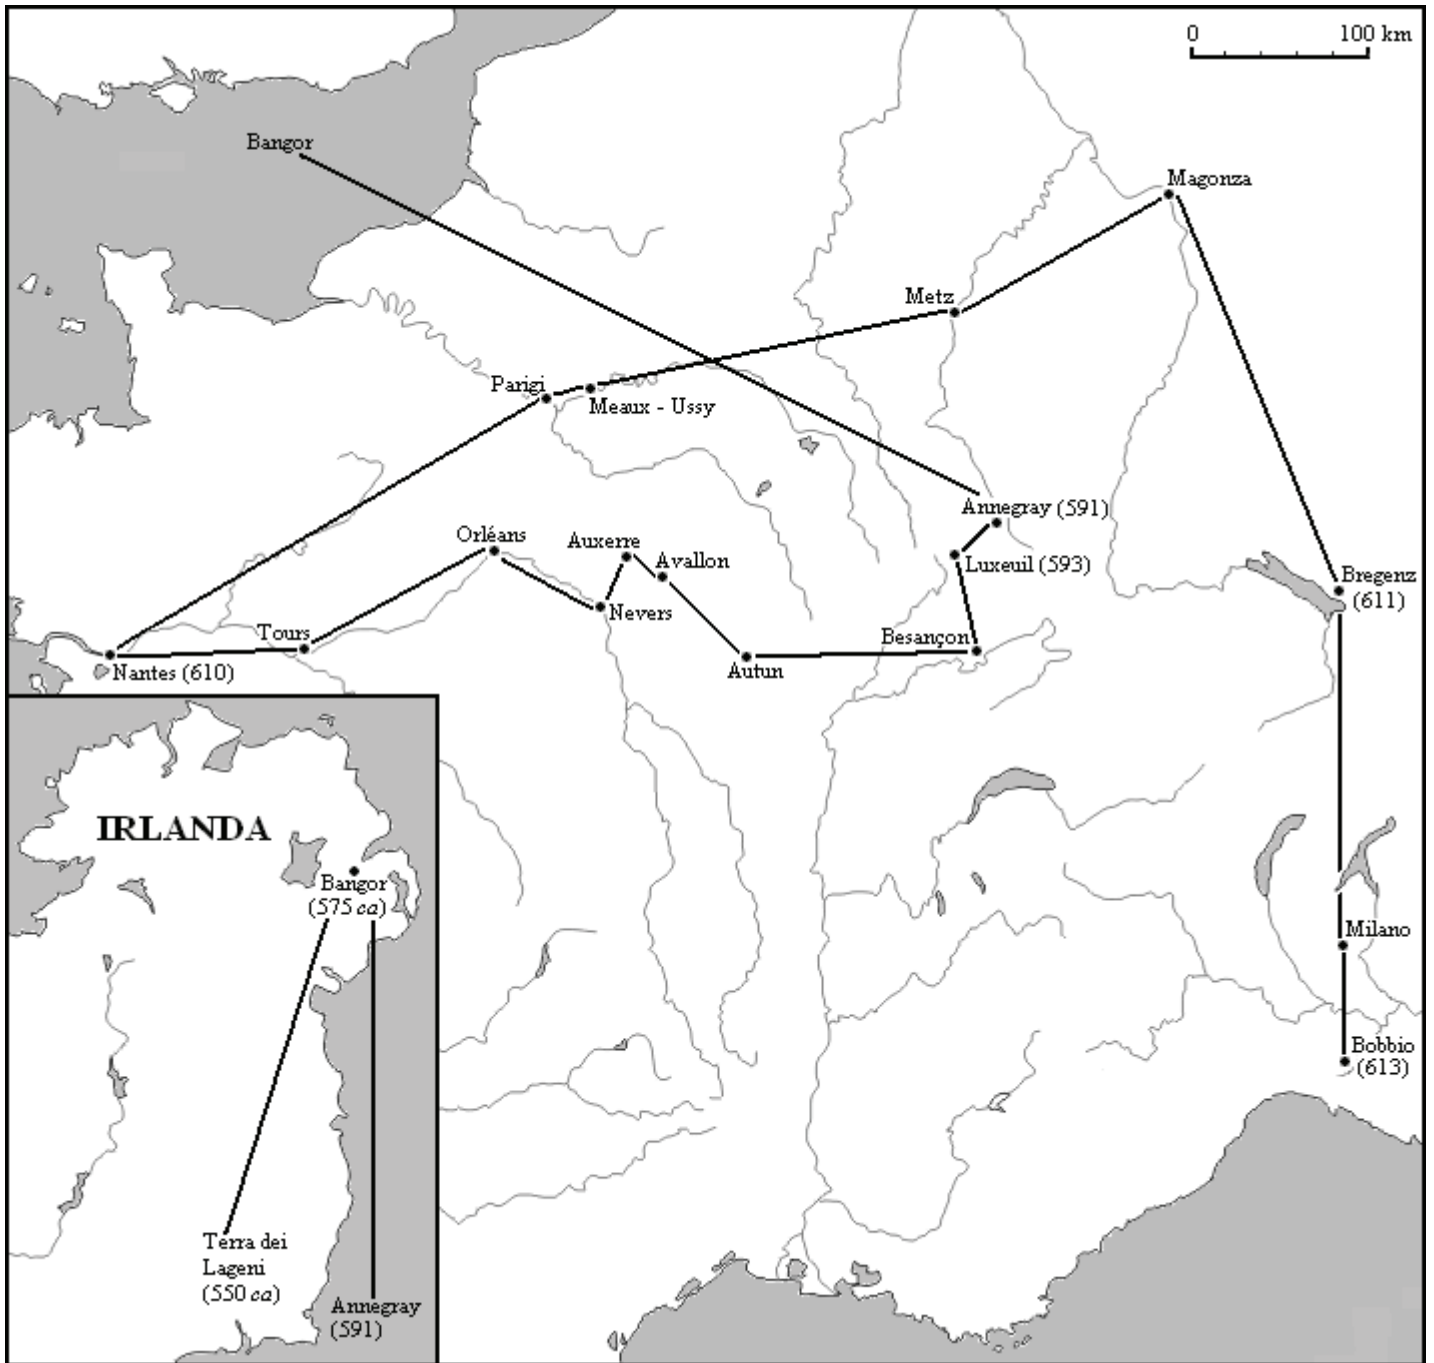 0 100 km
Bangor
Magonza
Metz
Parigi
Meaux - Ussy
Annegray (591)
Orléans
Auxerre
Avallon
Luxeuil (593)
Bregenz
(611)
Nevers
Tours
Besançon
Nantes (610)
Autun
IRLANDA
Bangor
(575 ca)
Milano
Bobbio
(613)
Terra dei
Lageni
(550 ca)
Annegray
(591)